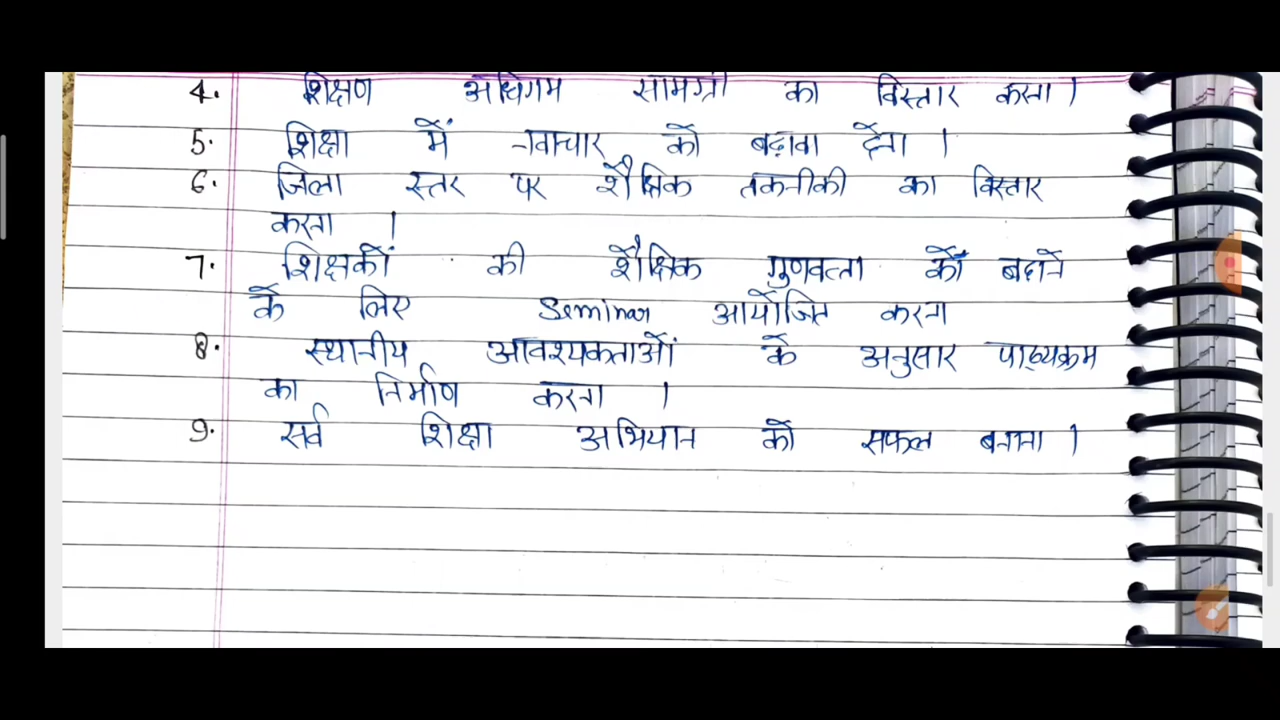 4. शिक्षण अधिगम सामग्री का विस्तार करना ।
5. शिक्षा में नवाचार को बढ़ावा देना ।
6. जिला स्तर पर शैक्षिक तकनीकी का विस्तार
करना ।
7. शिक्षकों की शैक्षिक गुणवत्ता को बढाने
के लिए Seminar आयोजित करना
8. स्थानीय आवश्यकताओं के अनुसार पाठ्यक्रम
का निर्माण करना ।
9. सर्व शिक्षा अभियान को सफल बनाना ।